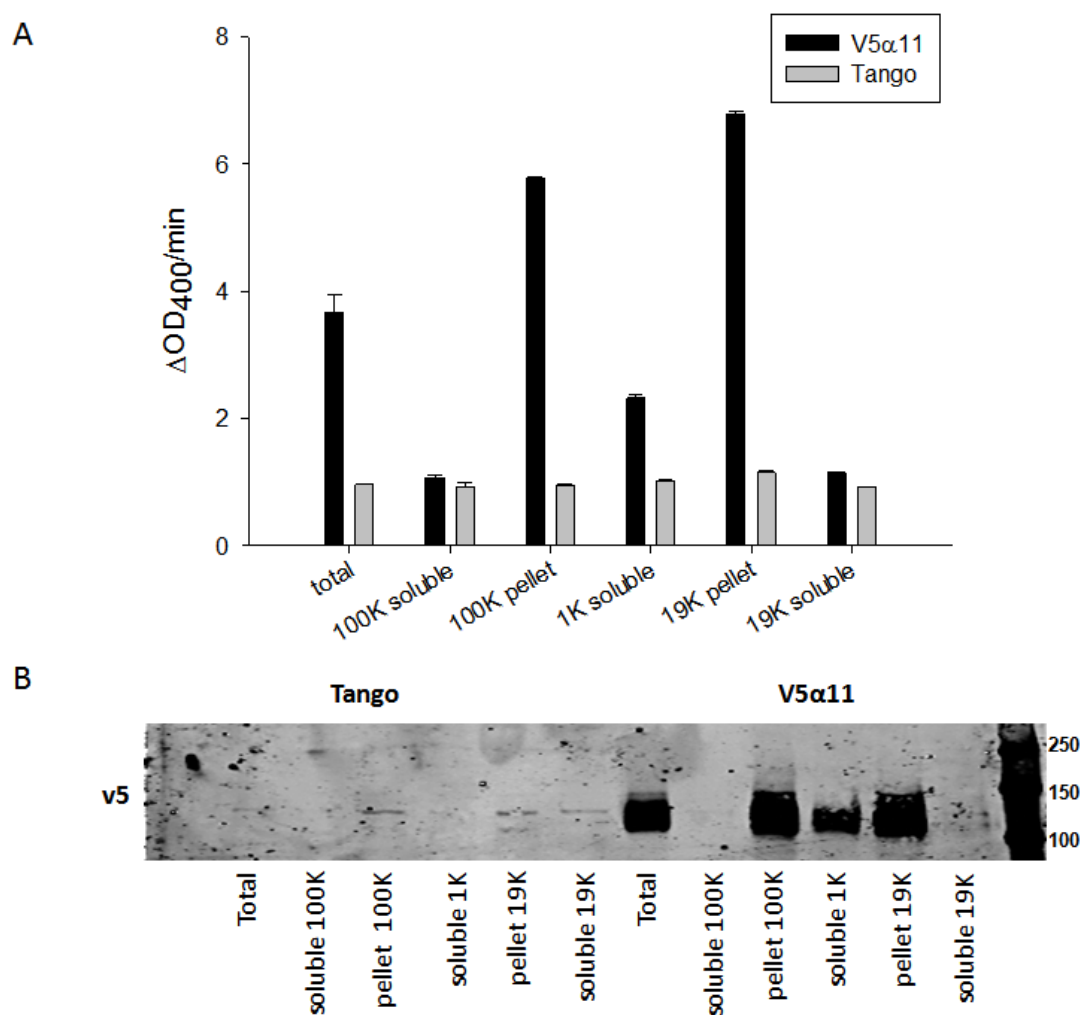 A
8
6
4
2
0
ΔOD400/min
V5α11
Tango
total
100K soluble
100K pellet
1K soluble
19K pellet
19K soluble
B
Tango
V5α11
v5
250
150
100
Total
soluble 100K
pellet 100K
soluble 1K
pellet 19K
soluble 19K
Total
soluble 100K
pellet 100K
soluble 1K
pellet 19K
soluble 19K